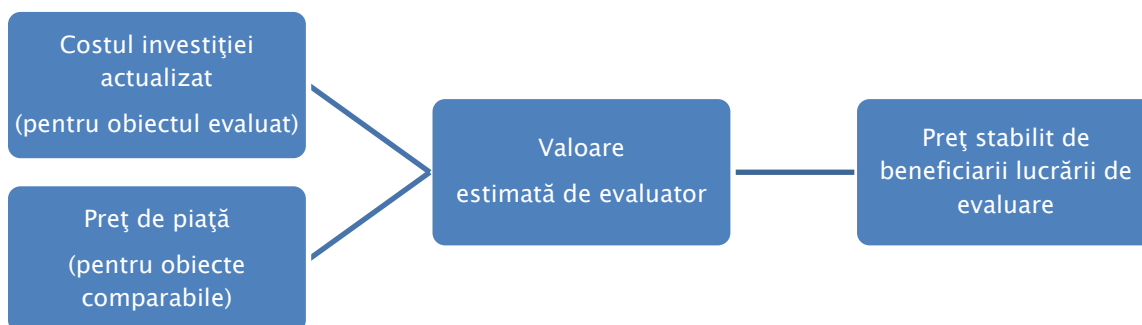 Costul investiţiei
actualizat
(pentru obiectul evaluat)
Preţ de piaţă
(pentru obiecte
comparabile)
Valoare
estimată de evaluator
Preţ stabilit de
beneficiarii lucrării de
evaluare